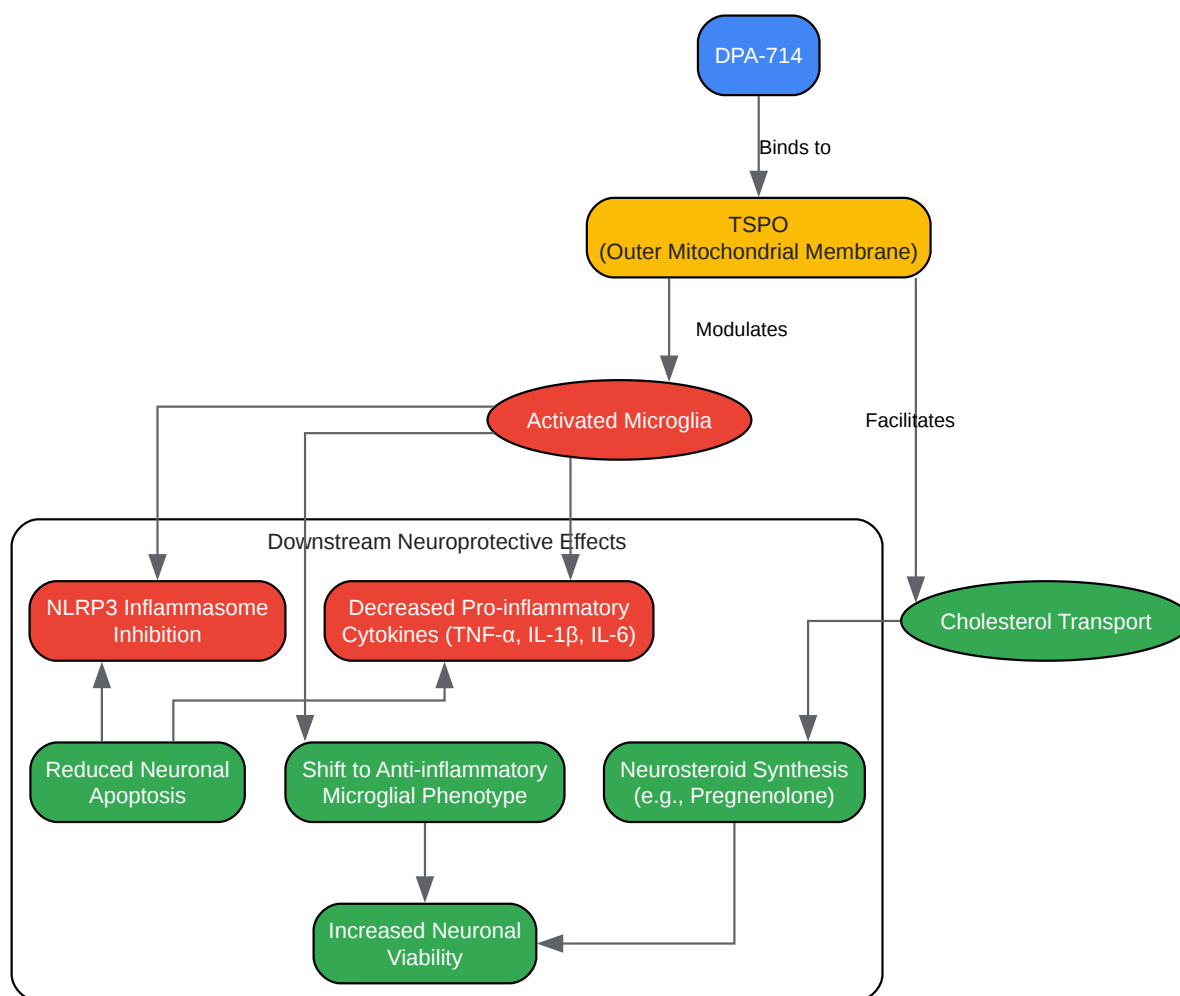 DPA-714
Binds to
TSPO
(Outer Mitochondrial Membrane)
Modulates
Activated Microglia
Facilitates
Downstream Neuroprotective Effects
NLRP3 Inflammasome
Inhibition
Decreased Pro-inflammatory
Cytokines (TNF-α, IL-1β, IL-6)
Cholesterol Transport
Reduced Neuronal
Apoptosis
Shift to Anti-inflammatory
Microglial Phenotype
Neurosteroid Synthesis
(e.g., Pregnenolone)
Increased Neuronal
Viability